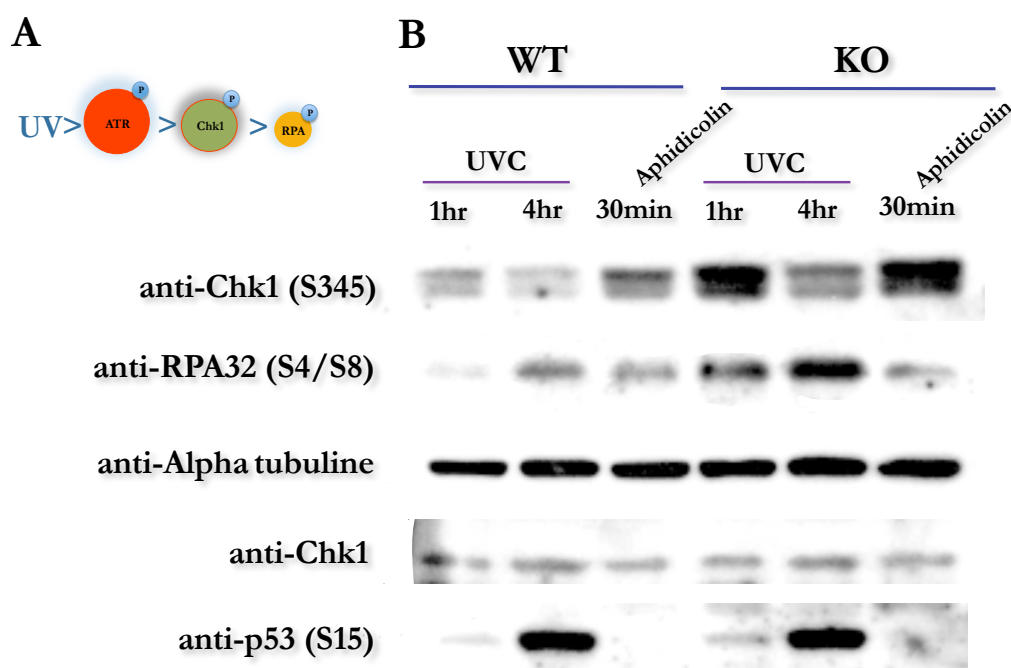 A
UV> ATR P > Chk1 P > RPA P
B
WT KO
UVC Aphidicolin UVC Aphidicolin
1hr 4hr 30min 1hr 4hr 30min
anti-Chk1 (S345)
anti-RPA32 (S4/S8)
anti-Alpha tubuline
anti-Chk1
anti-p53 (S15)